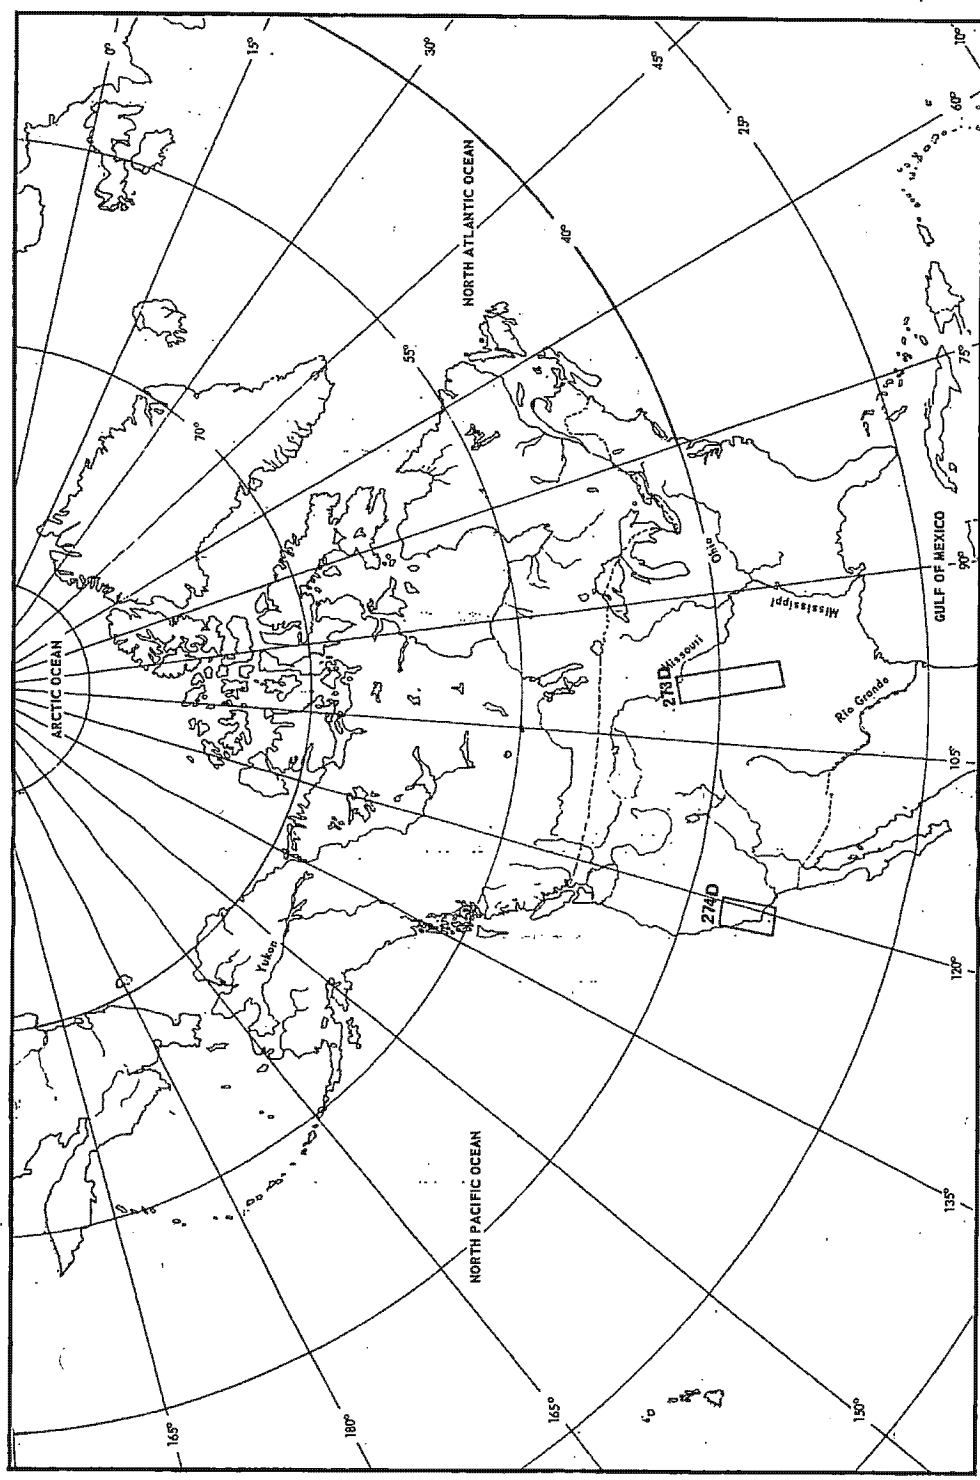 0°
15°
30°
45°
10°
60°
25°
NORTH ATLANTIC OCEAN
40°
55°
75°
70°
GULF OF MEXICO
90°
Ohio
Mississippi
ARCTIC OCEAN
Missouri
273D
Rio Grande
105°
274D
120°
Yukon
135°
NORTH PACIFIC OCEAN
165°
180°
165°
150°